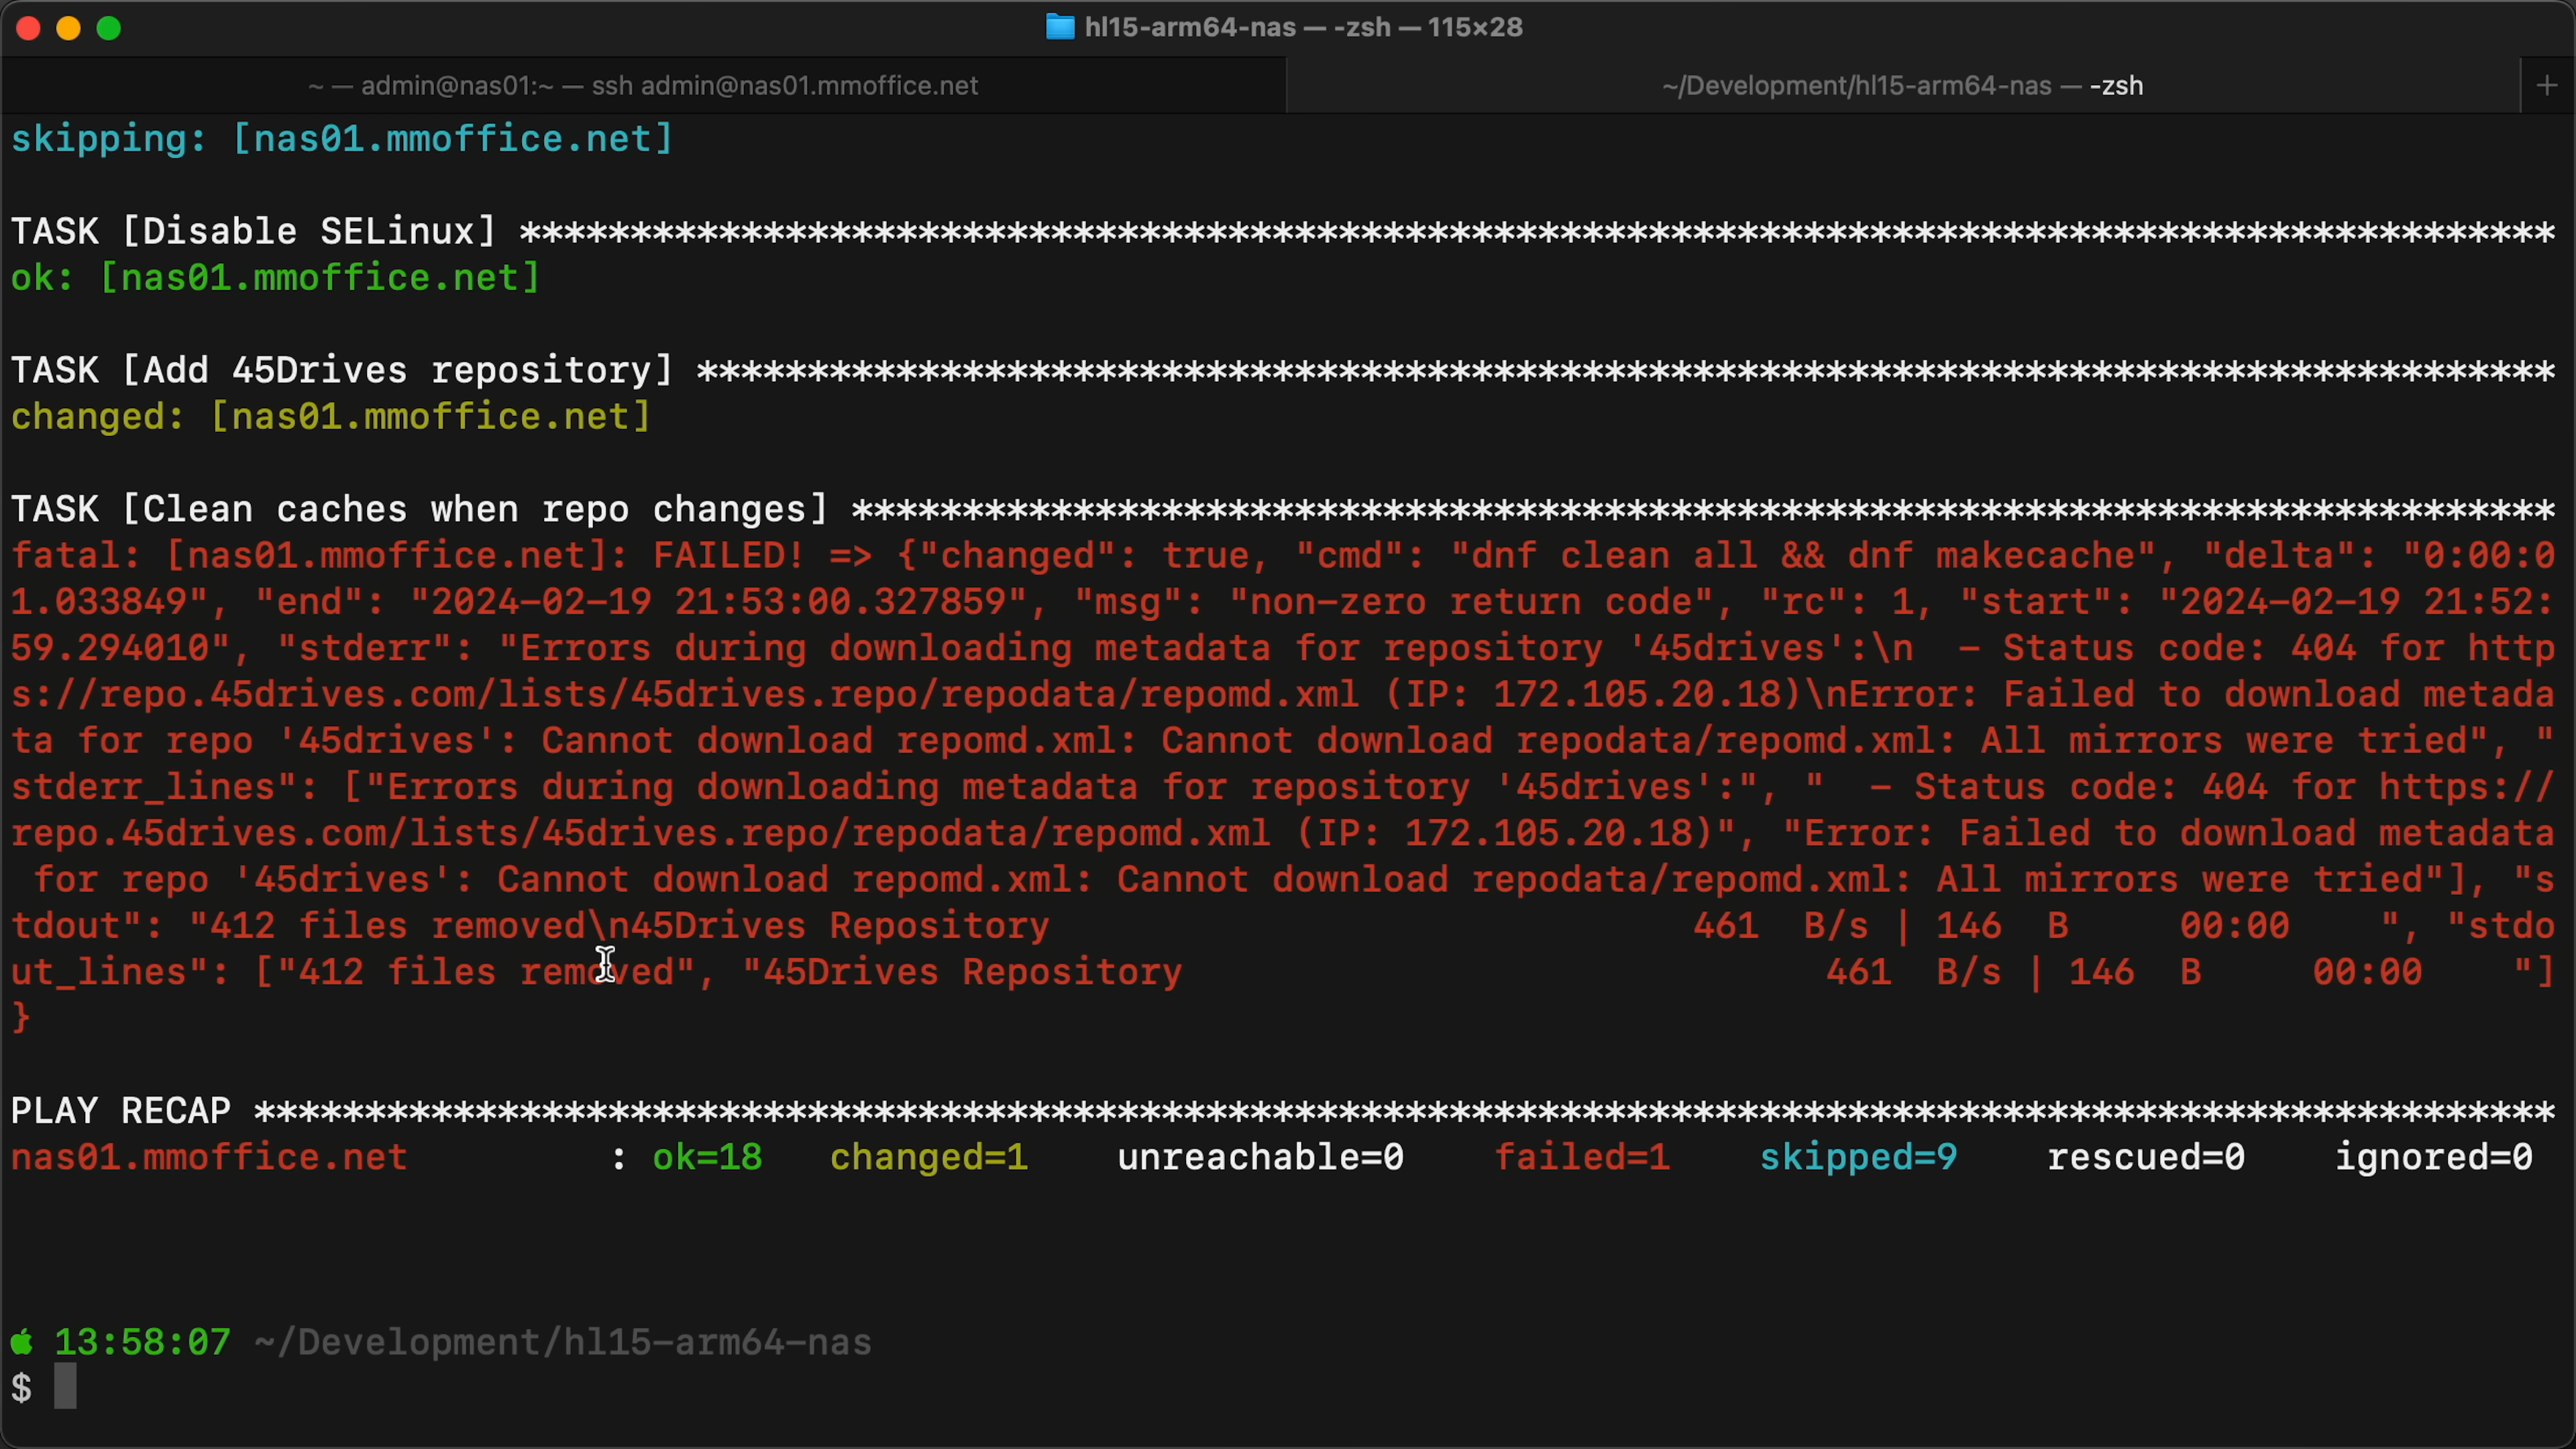 hl15-arm64-nas — -zsh — 115×28
~ — admin@nas01:~ — ssh admin@nas01.mmoffice.net
~/Development/hl15-arm64-nas — -zsh
+
skipping: [nas01.mmoffice.net]
TASK [Disable SELinux] ********************************************************************************************
ok: [nas01.mmoffice.net]
TASK [Add 45Drives repository] ************************************************************************************
changed: [nas01.mmoffice.net]
TASK [Clean caches when repo changes] *****************************************************************************
fatal: [nas01.mmoffice.net]: FAILED! => {"changed": true, "cmd": "dnf clean all && dnf makecache", "delta": "0:00:0
1.033849", "end": "2024-02-19 21:53:00.327859", "msg": "non-zero return code", "rc": 1, "start": "2024-02-19 21:52:
59.294010", "stderr": "Errors during downloading metadata for repository '45drives':\n  - Status code: 404 for http
s://repo.45drives.com/lists/45drives.repo/repodata/repomd.xml (IP: 172.105.20.18)\nError: Failed to download metada
ta for repo '45drives': Cannot download repomd.xml: Cannot download repodata/repomd.xml: All mirrors were tried", "
stderr_lines": ["Errors during downloading metadata for repository '45drives':", "  - Status code: 404 for https://
repo.45drives.com/lists/45drives.repo/repodata/repomd.xml (IP: 172.105.20.18)", "Error: Failed to download metadata
 for repo '45drives': Cannot download repomd.xml: Cannot download repodata/repomd.xml: All mirrors were tried"], "s
tdout": "412 files removed\n45Drives Repository                             461  B/s | 146  B     00:00    ", "stdo
ut_lines": ["412 files removed", "45Drives Repository                             461  B/s | 146  B     00:00    "]
}
PLAY RECAP ********************************************************************************************************
nas01.mmoffice.net         : ok=18   changed=1    unreachable=0    failed=1    skipped=9    rescued=0    ignored=0
13:58:07 ~/Development/hl15-arm64-nas
$